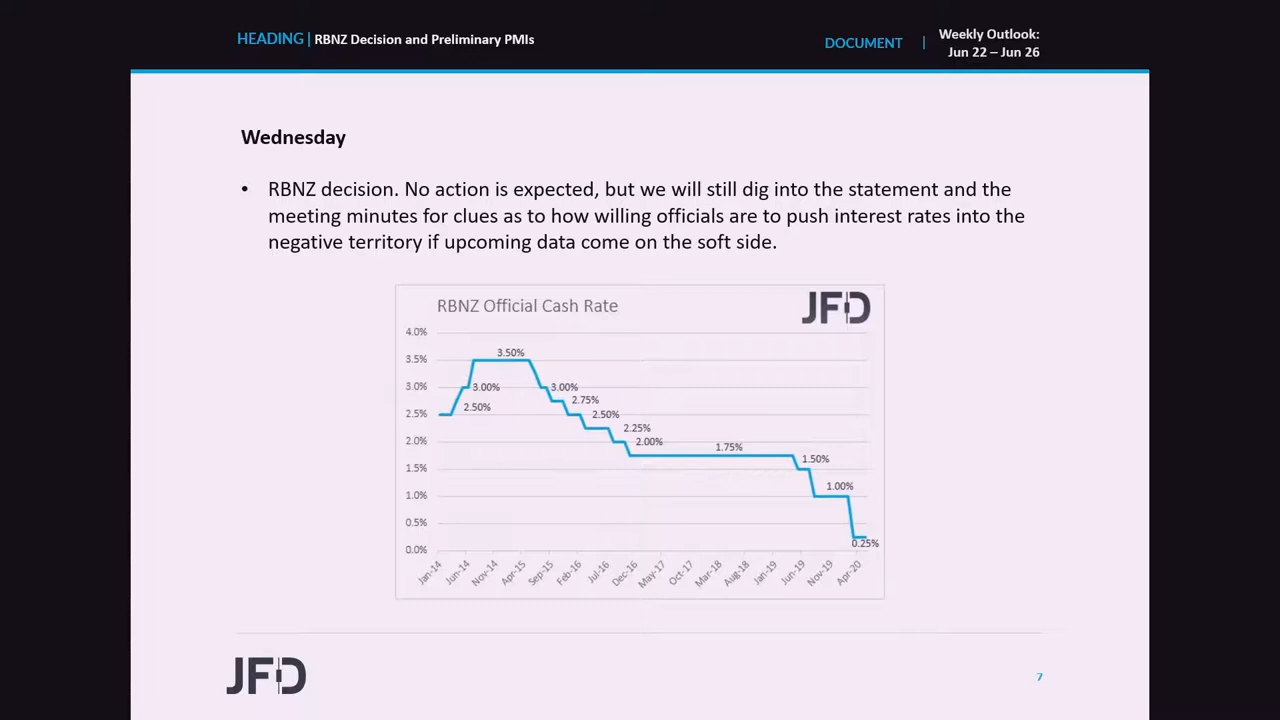 HEADING | RBNZ Decision and Preliminary PMIs
DOCUMENT | Weekly Outlook:
Jun 22 – Jun 26
Wednesday
• RBNZ decision. No action is expected, but we will still dig into the statement and the
meeting minutes for clues as to how willing officials are to push interest rates into the
negative territory if upcoming data come on the soft side.
RBNZ Official Cash Rate
JFD
4.0%
3.5%
3.0%
2.5%
2.0%
1.5%
1.0%
0.5%
0.0%
3.50%
3.00%
2.50%
3.00%
2.75%
2.50%
2.25%
2.00%
1.75%
1.50%
1.00%
0.25%
Jan-14
Jun-14
Nov-14
Apr-15
Sep-15
Feb-16
Jul-16
Dec-16
May-17
Oct-17
Mar-18
Aug-18
Jan-19
Jun-19
Nov-19
Apr-20
JFD
7